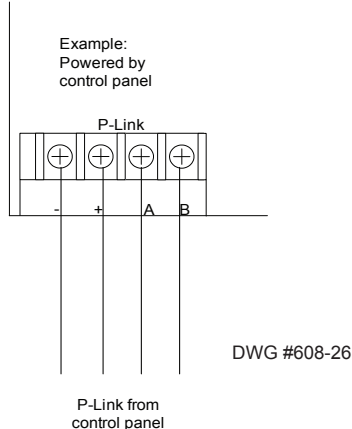 Example:
Powered by
control panel
P-Link
- + A B
DWG #608-26
P-Link from
control panel